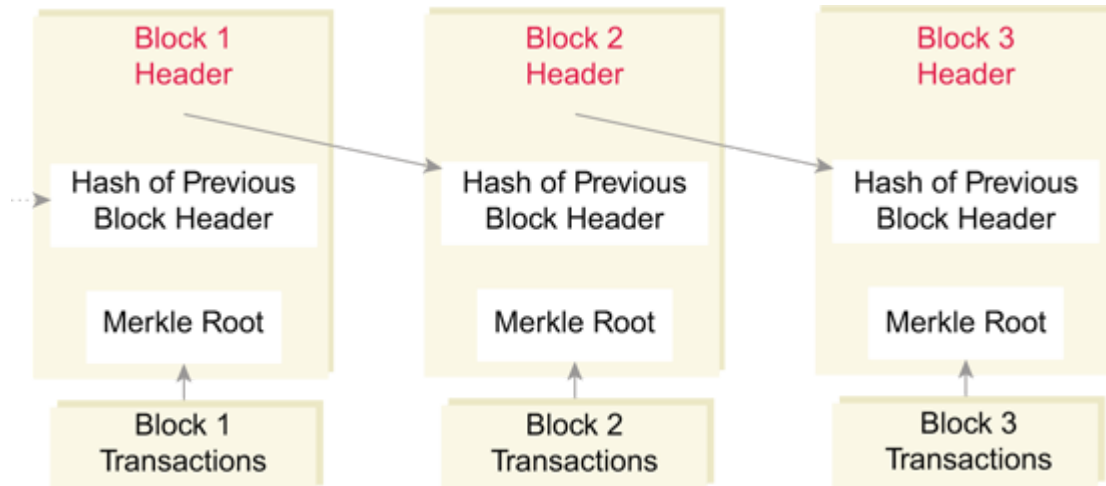 Block 1
Header
Hash of Previous
Block Header
Merkle Root
Block 1
Transactions
Block 2
Header
Hash of Previous
Block Header
Merkle Root
Block 2
Transactions
Block 3
Header
Hash of Previous
Block Header
Merkle Root
Block 3
Transactions